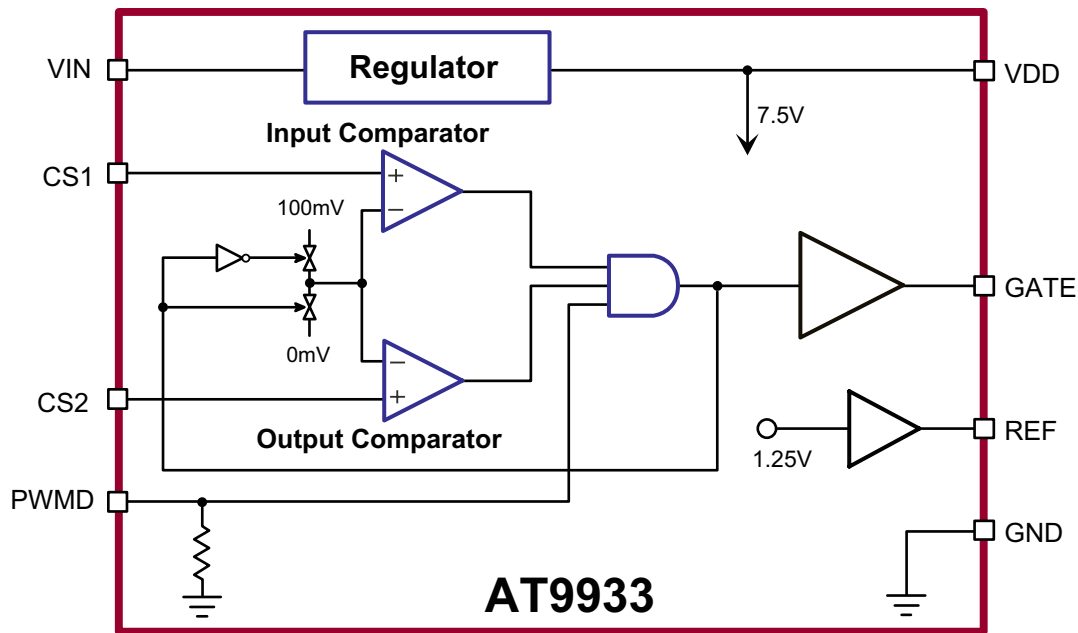 VIN
Regulator
VDD
7.5V
Input Comparator
CS1
+
−
100mV
GATE
0mV
−
+
CS2
Output Comparator
REF
1.25V
PWMD
GND
AT9933